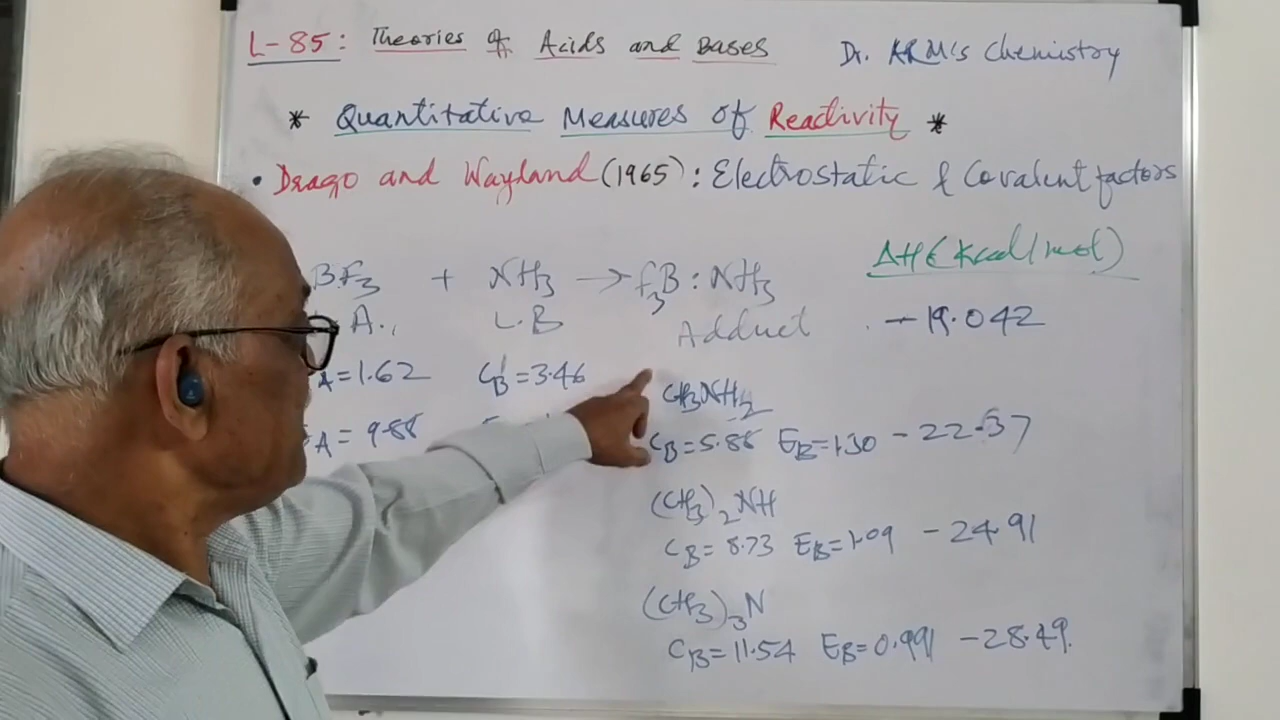 L-85: Theories of Acids and Bases Dr. ARM's Chemistry
* Quantitative Measures of Reactivity *
• Drago and Wayland (1965): Electrostatic & Covalent factors
ΔH (Kcal/mol)
BF3 + NH3 → F3B : NH3
A. L.B Adduct - 19.042
A = 1.62 CB = 3.46
CH3NH2
A = 9.88 CB = 5.88 EB = 1.30 - 22.57
(CH3)2NH
CB = 8.73 EB = 1.09 - 24.91
(CH3)3N
CB = 11.54 EB = 0.991 - 28.49.